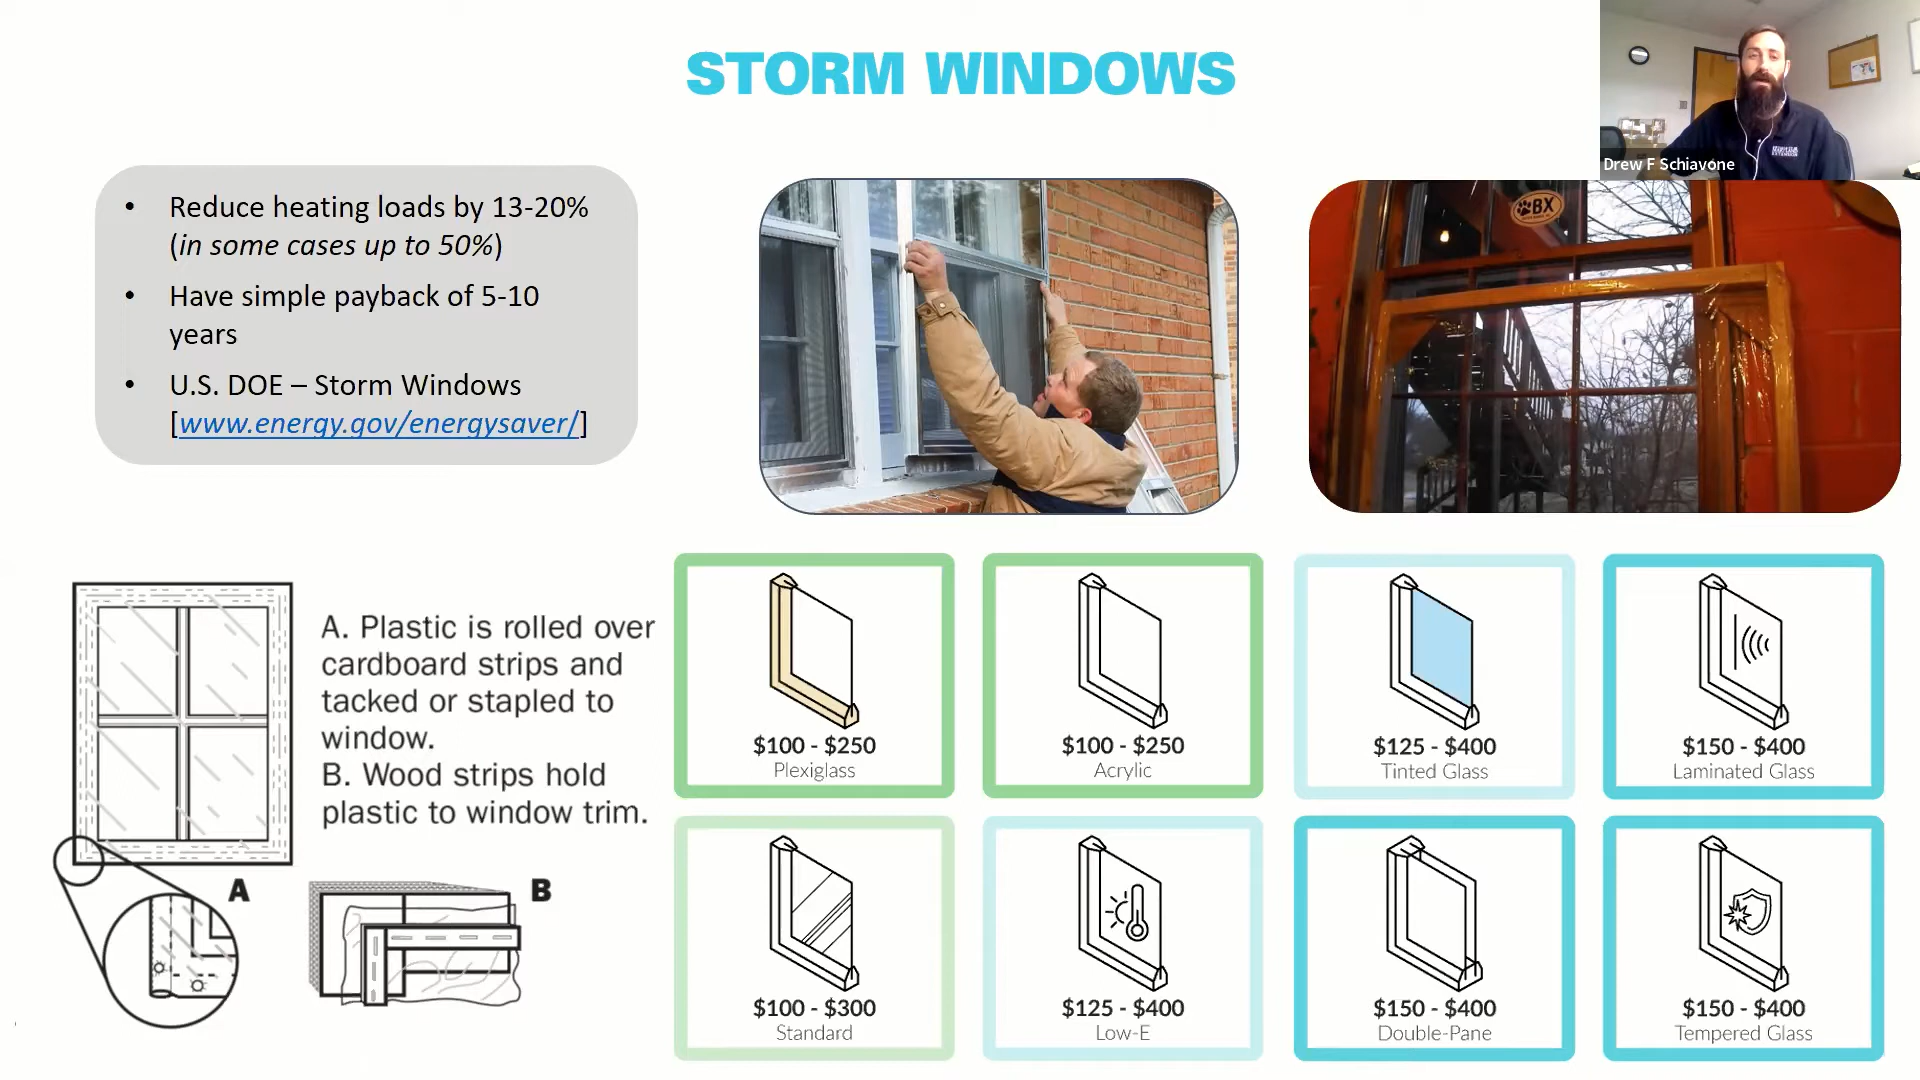 STORM WINDOWS
Drew F Schiavone
• Reduce heating loads by 13-20%
(in some cases up to 50%)
• Have simple payback of 5-10
years
• U.S. DOE – Storm Windows
[www.energy.gov/energysaver/]
BX
A. Plastic is rolled over
cardboard strips and
tacked or stapled to
window.
B. Wood strips hold
plastic to window trim.
A
B
$100 - $250
Plexiglass
$100 - $250
Acrylic
$125 - $400
Tinted Glass
$150 - $400
Laminated Glass
$100 - $300
Standard
$125 - $400
Low-E
$150 - $400
Double-Pane
$150 - $400
Tempered Glass